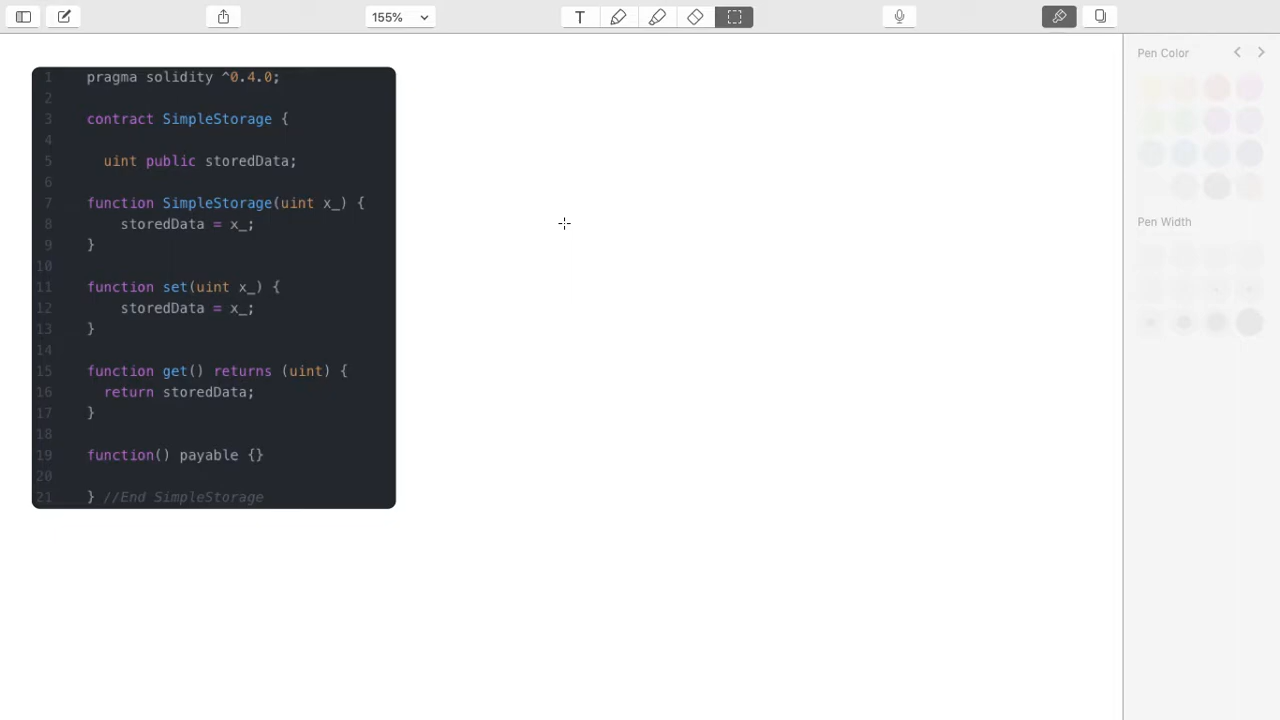 155%
T
Pen Color
Pen Width
1 pragma solidity ^0.4.0;
2
3 contract SimpleStorage {
4
5 uint public storedData;
6
7 function SimpleStorage(uint x_) {
8 storedData = x_;
9 }
10
11 function set(uint x_) {
12 storedData = x_;
13 }
14
15 function get() returns (uint) {
16 return storedData;
17 }
18
19 function() payable {}
20
21 } //End SimpleStorage